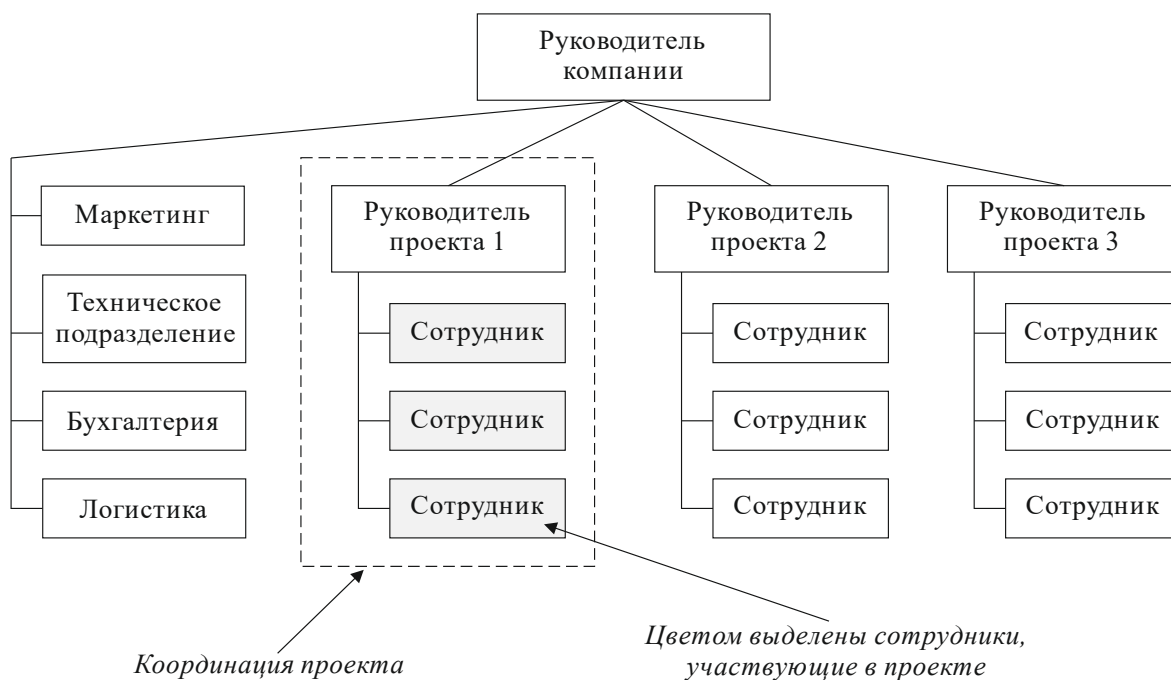 Руководитель
компании
Маркетинг
Техническое
подразделение
Бухгалтерия
Логистика
Руководитель
проекта 1
Сотрудник
Сотрудник
Сотрудник
Руководитель
проекта 2
Сотрудник
Сотрудник
Сотрудник
Руководитель
проекта 3
Сотрудник
Сотрудник
Сотрудник
Координация проекта
Цветом выделены сотрудники,
участвующие в проекте